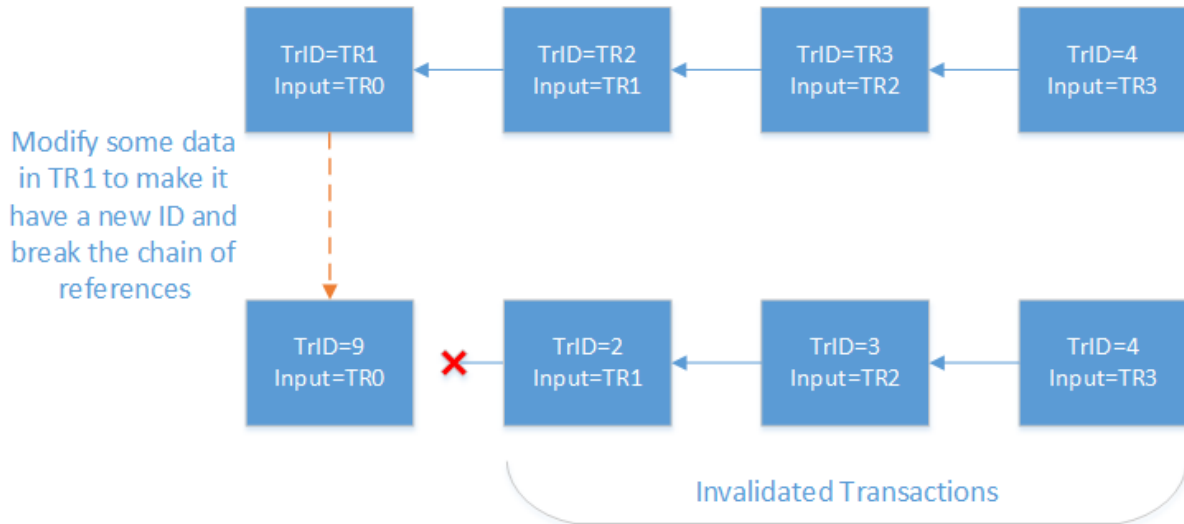 TrID=TR1
Input=TR0
TrID=TR2
Input=TR1
TrID=TR3
Input=TR2
TrID=4
Input=TR3
Modify some data
in TR1 to make it
have a new ID and
break the chain of
references
TrID=9
Input=TR0
TrID=2
Input=TR1
TrID=3
Input=TR2
TrID=4
Input=TR3
Invalidated Transactions